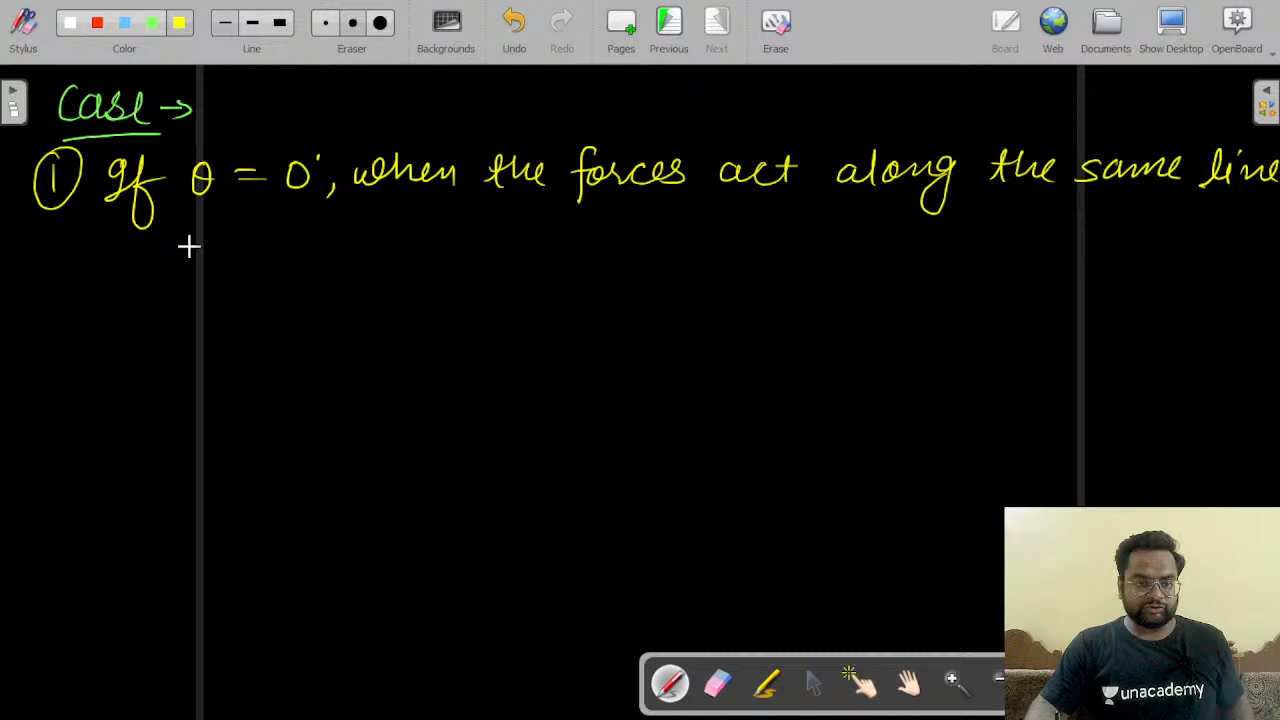 Stylus
Color
Line
Eraser
Backgrounds
Undo
Redo
Pages
Previous
Next
Erase
Board
Web
Documents
Show Desktop
OpenBoard
Case →
① If θ = 0°, when the forces act along the same line
unacademy